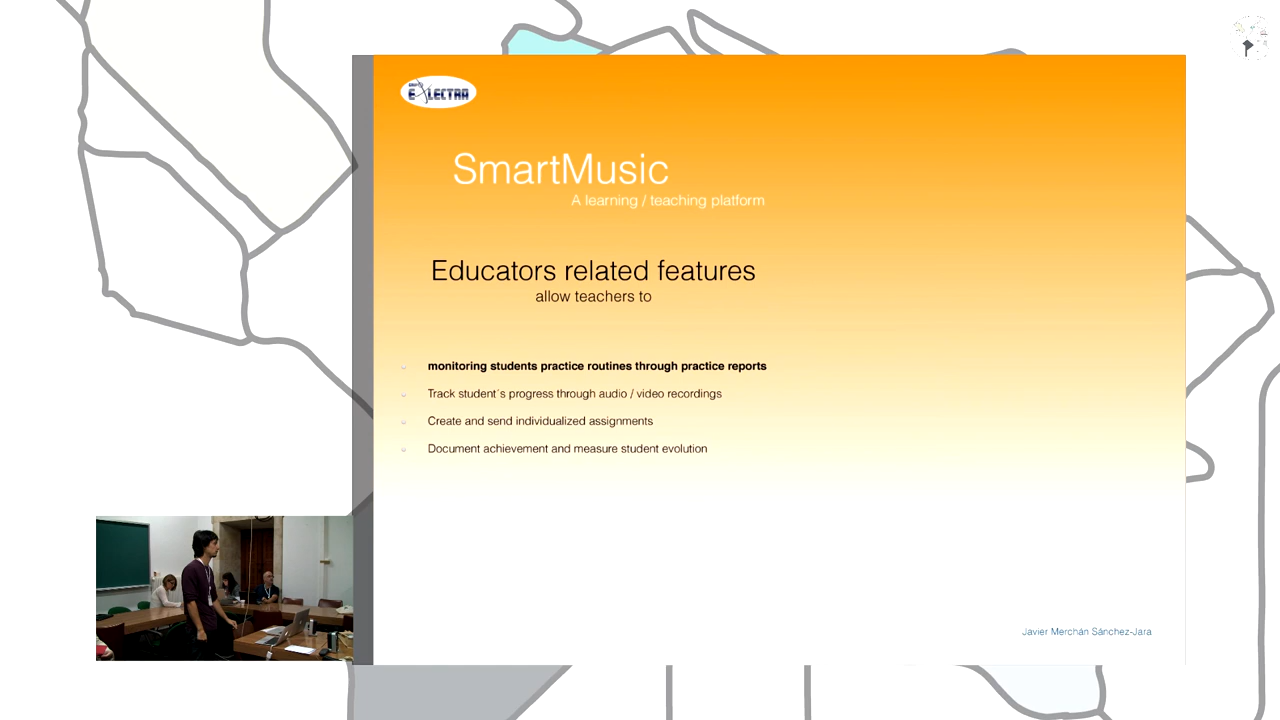 E LECTRA
SmartMusic
A learning / teaching platform
Educators related features
allow teachers to
monitoring students practice routines through practice reports
Track student´s progress through audio / video recordings
Create and send individualized assignments
Document achievement and measure student evolution
Javier Merchán Sánchez-Jara